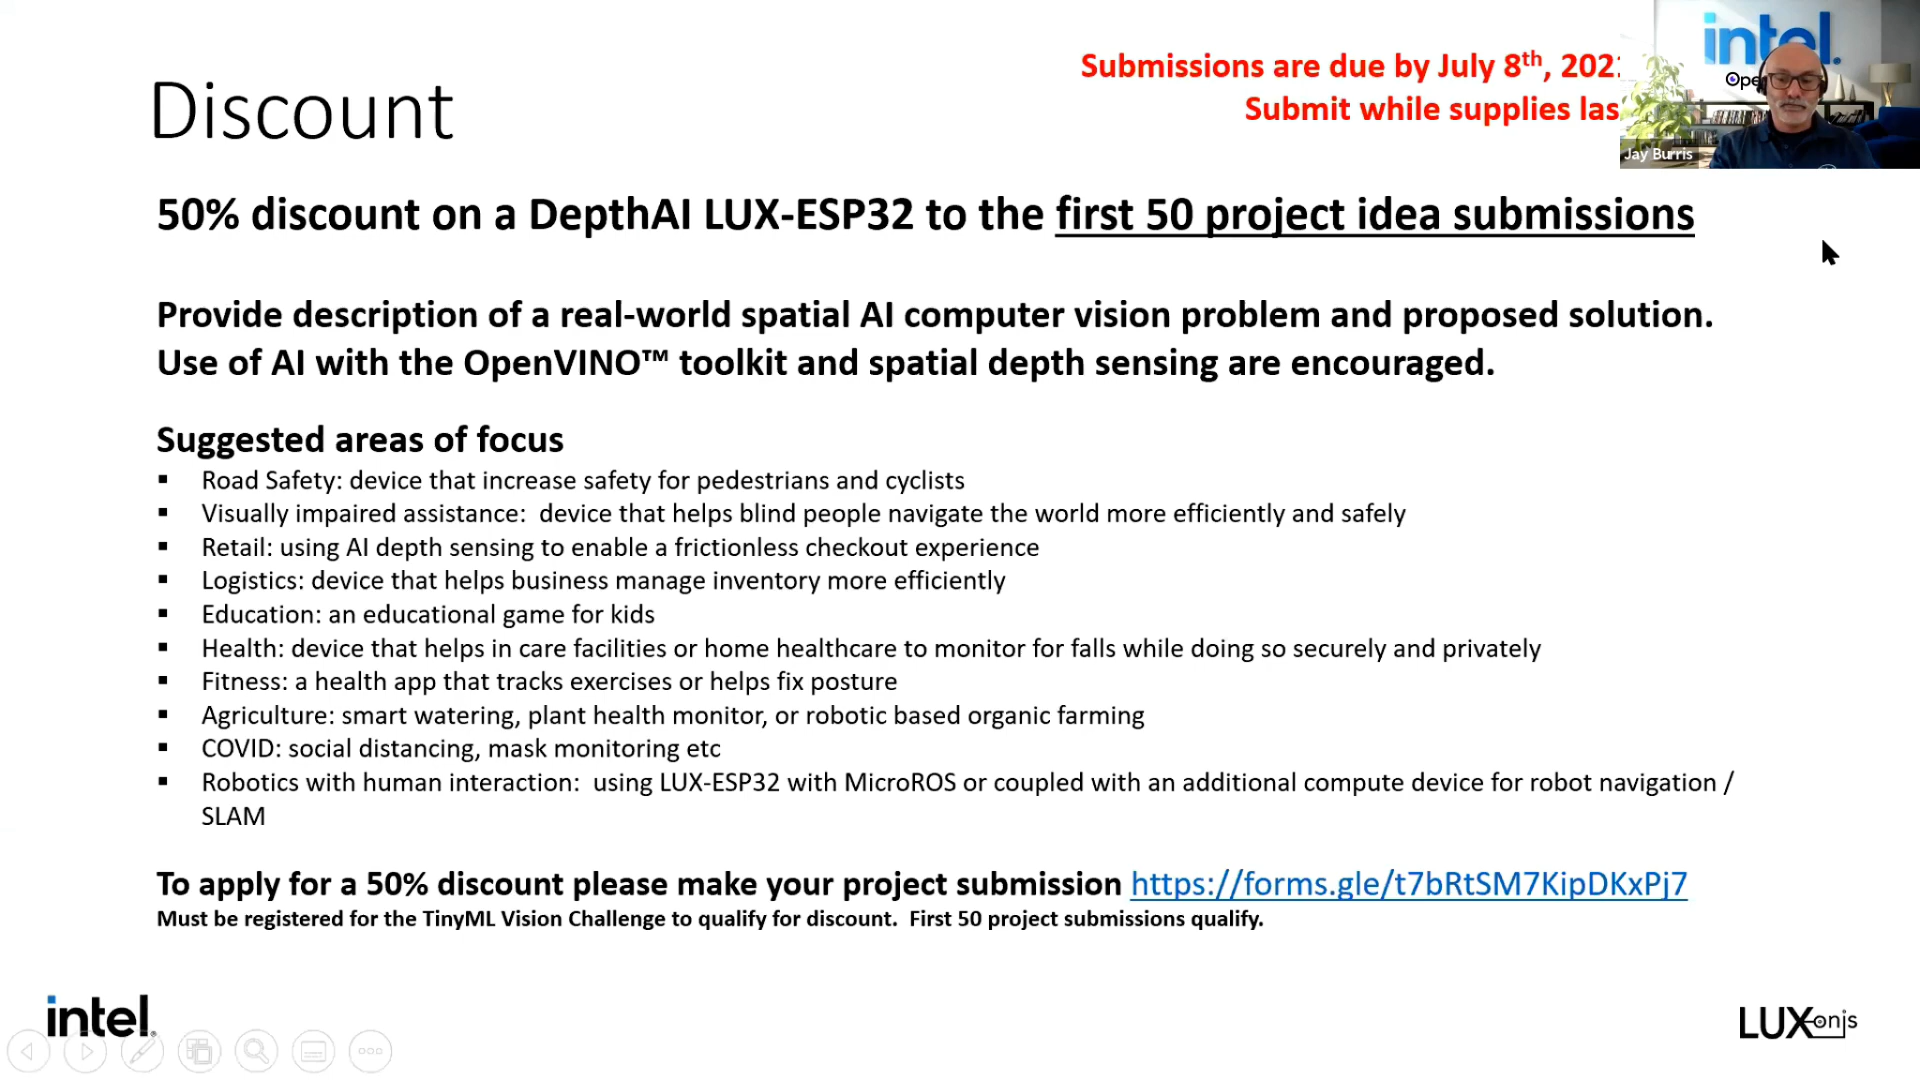 Submissions are due by July 8th, 202
Submit while supplies las
Discount
intel.
Ope
Jay Burris
50% discount on a DepthAI LUX-ESP32 to the first 50 project idea submissions
Provide description of a real-world spatial AI computer vision problem and proposed solution.
Use of AI with the OpenVINO™ toolkit and spatial depth sensing are encouraged.
Suggested areas of focus
▪ Road Safety: device that increase safety for pedestrians and cyclists
▪ Visually impaired assistance:  device that helps blind people navigate the world more efficiently and safely
▪ Retail: using AI depth sensing to enable a frictionless checkout experience
▪ Logistics: device that helps business manage inventory more efficiently
▪ Education: an educational game for kids
▪ Health: device that helps in care facilities or home healthcare to monitor for falls while doing so securely and privately
▪ Fitness: a health app that tracks exercises or helps fix posture
▪ Agriculture: smart watering, plant health monitor, or robotic based organic farming
▪ COVID: social distancing, mask monitoring etc
▪ Robotics with human interaction:  using LUX-ESP32 with MicroROS or coupled with an additional compute device for robot navigation /
SLAM
To apply for a 50% discount please make your project submission https://forms.gle/t7bRtSM7KipDKxPj7
Must be registered for the TinyML Vision Challenge to qualify for discount.  First 50 project submissions qualify.
intel.
LUXonis